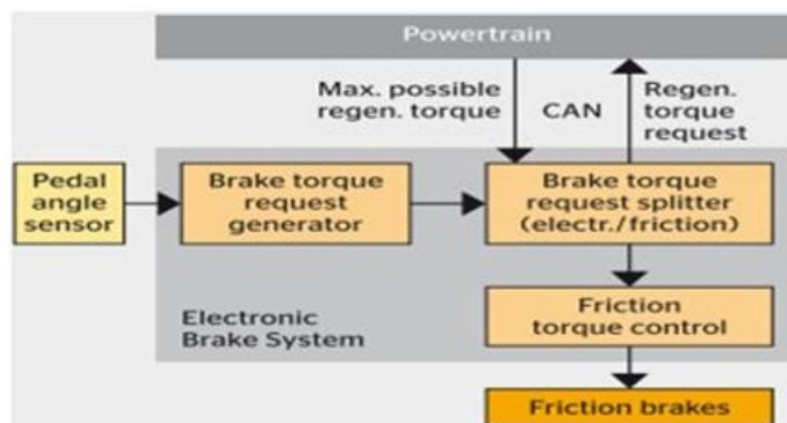 Powertrain
Max. possible
regen. torque
CAN
Regen.
torque
request
Pedal
angle
sensor
Brake torque
request
generator
Brake torque
request splitter
(electr./friction)
Electronic
Brake System
Friction
torque control
Friction brakes